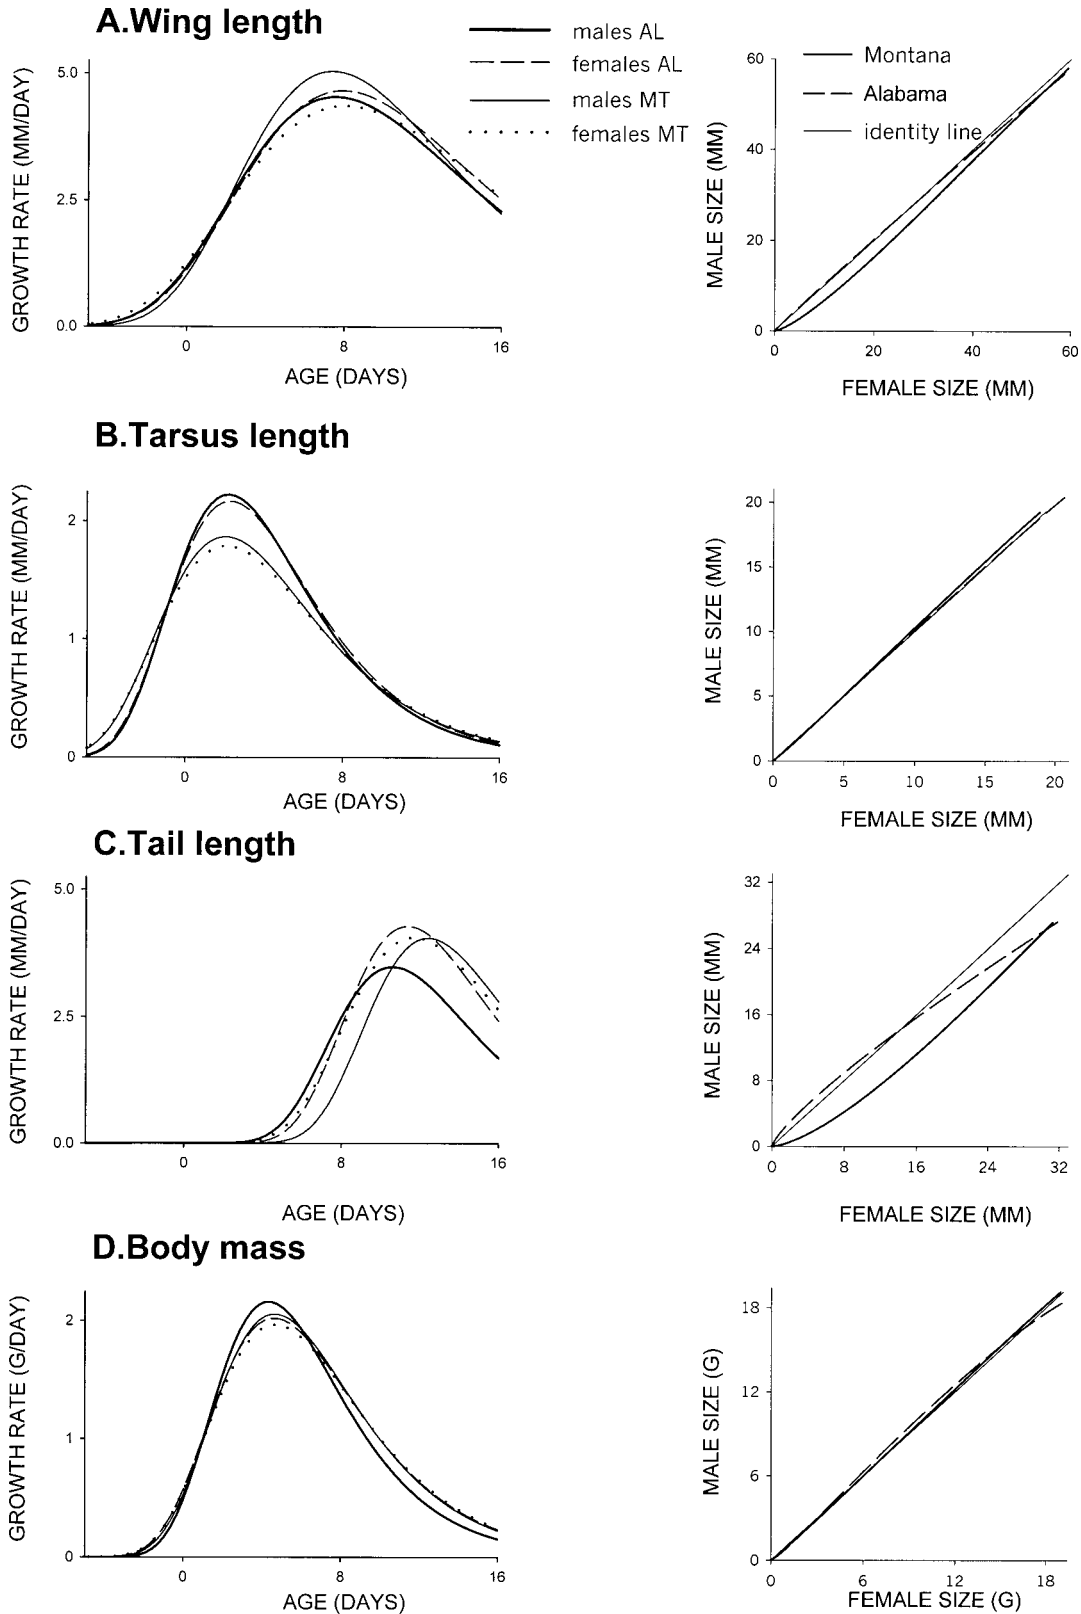 A.Wing length
males AL
females AL
males MT
females MT
Montana
Alabama
identity line
GROWTH RATE (MM/DAY)
5.0
2.5
0.0
0 8 16
AGE (DAYS)
MALE SIZE (MM)
60
40
20
0
0 20 40 60
FEMALE SIZE (MM)
B.Tarsus length
GROWTH RATE (MM/DAY)
2
1
0
0 8 16
AGE (DAYS)
MALE SIZE (MM)
20
15
10
5
0
0 5 10 15 20
FEMALE SIZE (MM)
C.Tail length
GROWTH RATE (MM/DAY)
5.0
2.5
0.0
0 8 16
AGE (DAYS)
MALE SIZE (MM)
32
24
16
8
0
0 8 16 24 32
FEMALE SIZE (MM)
D.Body mass
GROWTH RATE (G/DAY)
2
1
0
0 8 16
AGE (DAYS)
MALE SIZE (G)
18
12
6
0
0 6 12 18
FEMALE SIZE (G)